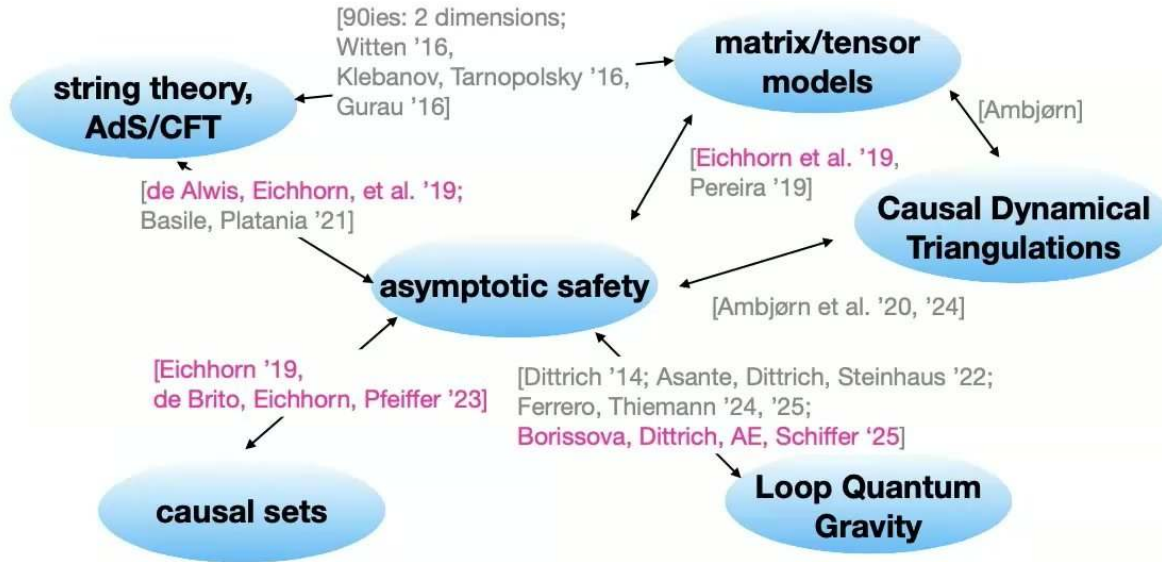 [90ies: 2 dimensions;
Witten ’16,
Klebanov, Tarnopolsky ’16,
Gurau ’16]
matrix/tensor
models
string theory,
AdS/CFT
[Ambjørn]
[Eichhorn et al. ’19,
Pereira ’19]
[de Alwis, Eichhorn, et al. ’19;
Basile, Platania ’21]
Causal Dynamical
Triangulations
asymptotic safety
[Ambjørn et al. ’20, ’24]
[Eichhorn ’19,
de Brito, Eichhorn, Pfeiffer ’23]
[Dittrich ’14; Asante, Dittrich, Steinhaus ’22;
Ferrero, Thiemann ’24, ’25;
Borissova, Dittrich, AE, Schiffer ‘25]
causal sets
Loop Quantum
Gravity